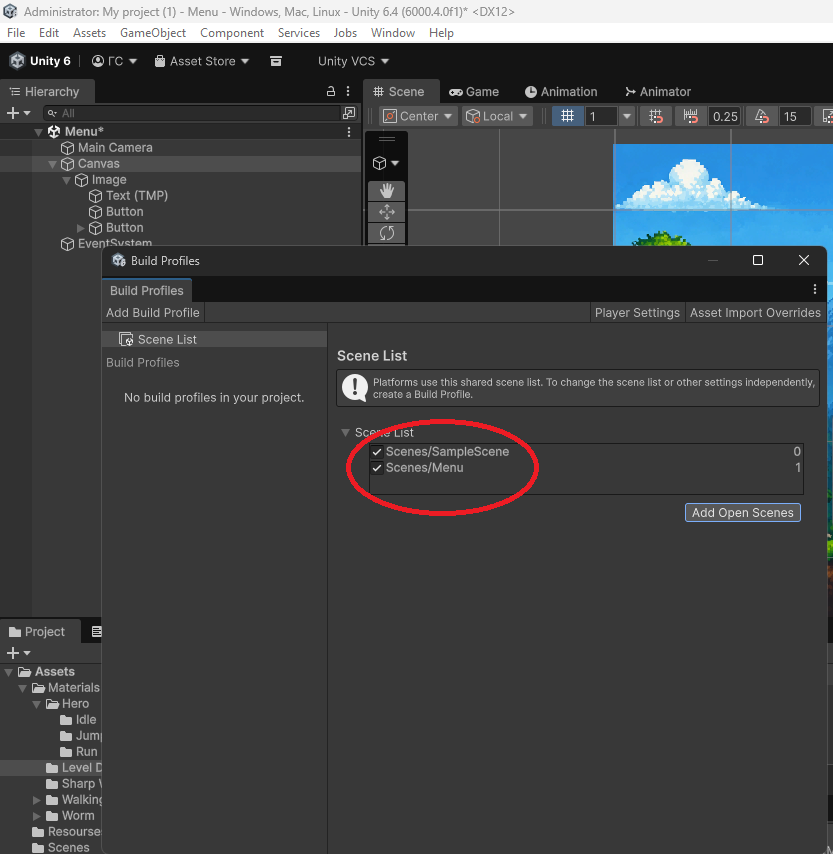 Administrator: My project (1) - Menu - Windows, Mac, Linux - Unity 6.4 (6000.4.0f1)* <DX12>
File Edit Assets GameObject Component Services Jobs Window Help
Unity 6 ГС Asset Store Unity VCS
Hierarchy
All
Menu*
Main Camera
Canvas
Image
Text (TMP)
Button
Button
EventSystem
Scene Game Animation Animator
Center Local 1 0.25 15
Build Profiles
Build Profiles
Add Build Profile Player Settings Asset Import Overrides
Scene List
Build Profiles
No build profiles in your project.
Scene List
Platforms use this shared scene list. To change the scene list or other settings independently,
create a Build Profile.
Scene List
Scenes/SampleScene 0
Scenes/Menu 1
Add Open Scenes
Project
Assets
Materials
Hero
Idle
Jump
Run
Level D
Sharp
Walking
Worm
Resourse
Scenes